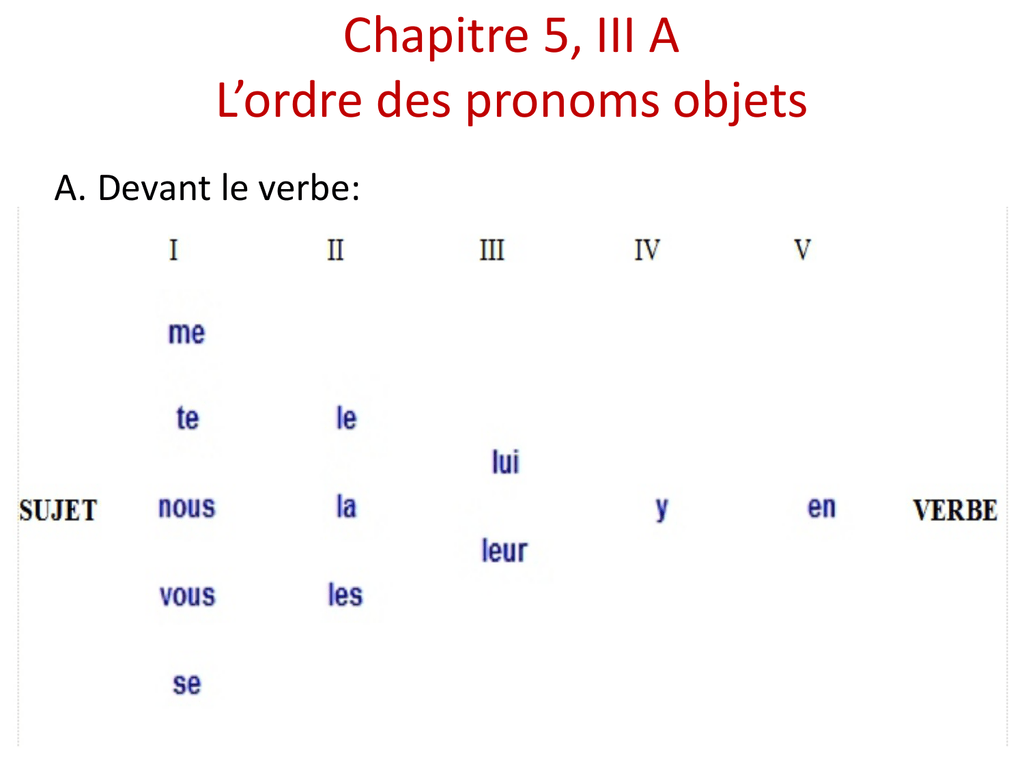 Chapitre 5, III A
L’ordre des pronoms objets
A. Devant le verbe:
I II III IV V
me
te le
lui
SUJET nous la y en VERBE
leur
vous les
se